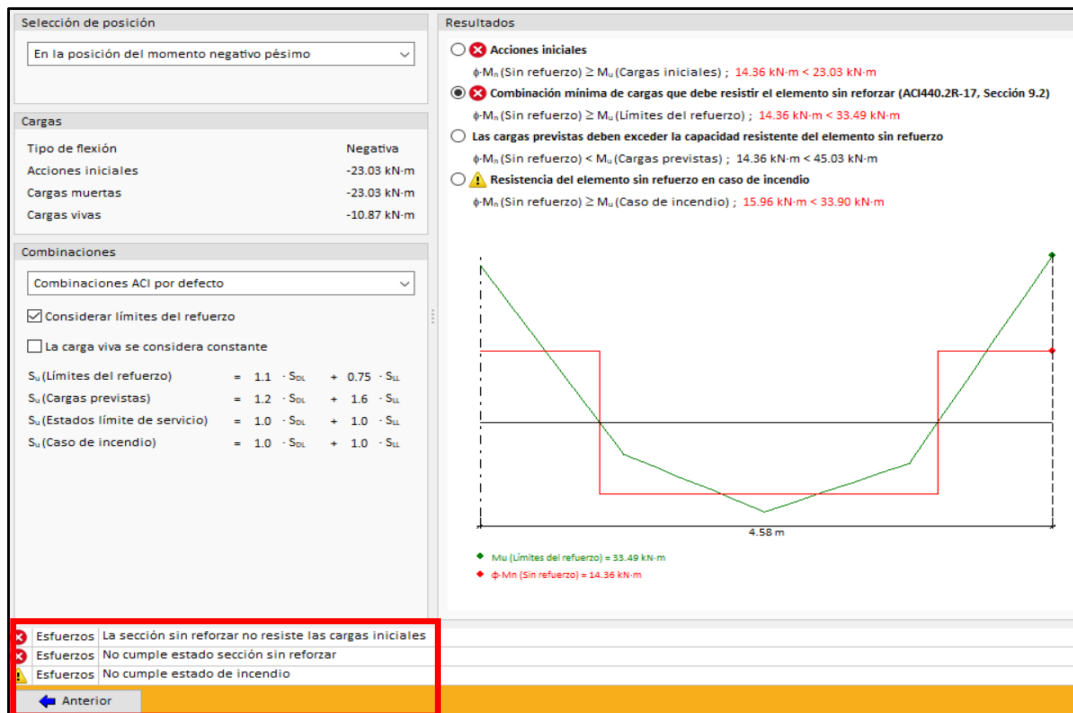 Selección de posición
En la posición del momento negativo pésimo
Cargas
Tipo de flexión Negativa
Acciones iniciales -23.03 kN·m
Cargas muertas -23.03 kN·m
Cargas vivas -10.87 kN·m
Combinaciones
Combinaciones ACI por defecto
Considerar límites del refuerzo
La carga viva se considera constante
Su (Límites del refuerzo) = 1.1 · SDL + 0.75 · SLL
Su (Cargas previstas) = 1.2 · SDL + 1.6 · SLL
Su (Estados límite de servicio) = 1.0 · SDL + 1.0 · SLL
Su (Caso de incendio) = 1.0 · SDL + 1.0 · SLL
Resultados
Acciones iniciales
ϕ·Mn (Sin refuerzo) ≥ Mu (Cargas iniciales) ; 14.36 kN·m < 23.03 kN·m
Combinación mínima de cargas que debe resistir el elemento sin reforzar (ACI440.2R-17, Sección 9.2)
ϕ·Mn (Sin refuerzo) ≥ Mu (Límites del refuerzo) ; 14.36 kN·m < 33.49 kN·m
Las cargas previstas deben exceder la capacidad resistente del elemento sin refuerzo
ϕ·Mn (Sin refuerzo) < Mu (Cargas previstas) ; 14.36 kN·m < 45.03 kN·m
Resistencia del elemento sin refuerzo en caso de incendio
ϕ·Mn (Sin refuerzo) ≥ Mu (Caso de incendio) ; 15.96 kN·m < 33.90 kN·m
4.58 m
Mu (Límites del refuerzo) = 33.49 kN·m
ϕ·Mn (Sin refuerzo) = 14.36 kN·m
Esfuerzos La sección sin reforzar no resiste las cargas iniciales
Esfuerzos No cumple estado sección sin reforzar
Esfuerzos No cumple estado de incendio
Anterior